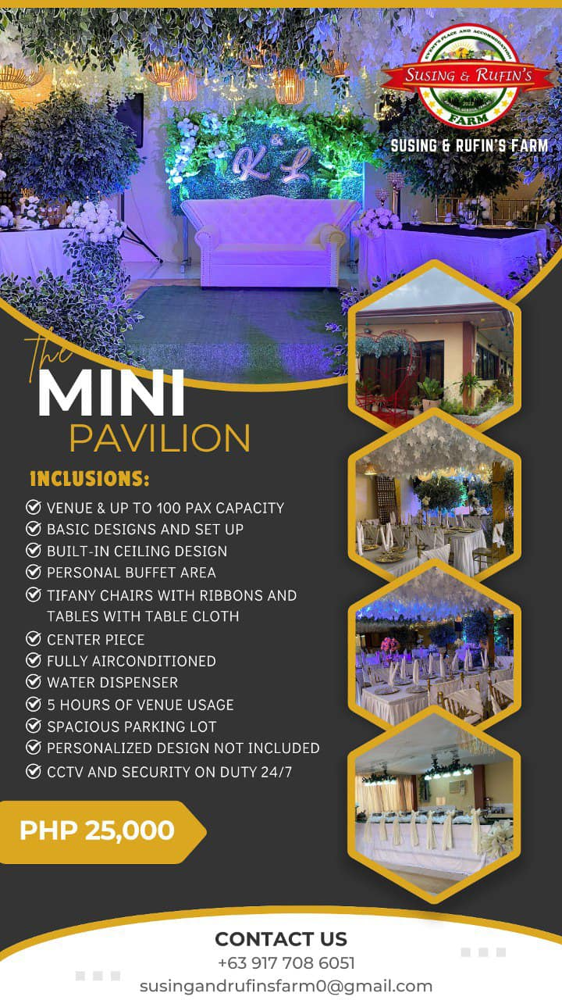 EVENTS PLACE AND ACCOMMODATION
SUSING & RUFIN'S
2022
FARM
SUSING & RUFIN'S FARM
&
K L
The
MINI
PAVILION
INCLUSIONS:
VENUE & UP TO 100 PAX CAPACITY
BASIC DESIGNS AND SET UP
BUILT-IN CEILING DESIGN
PERSONAL BUFFET AREA
TIFANY CHAIRS WITH RIBBONS AND
TABLES WITH TABLE CLOTH
CENTER PIECE
FULLY AIRCONDITIONED
WATER DISPENSER
5 HOURS OF VENUE USAGE
SPACIOUS PARKING LOT
PERSONALIZED DESIGN NOT INCLUDED
CCTV AND SECURITY ON DUTY 24/7
PHP 25,000
CONTACT US
+63 917 708 6051
susingandrufinsfarm0@gmail.com